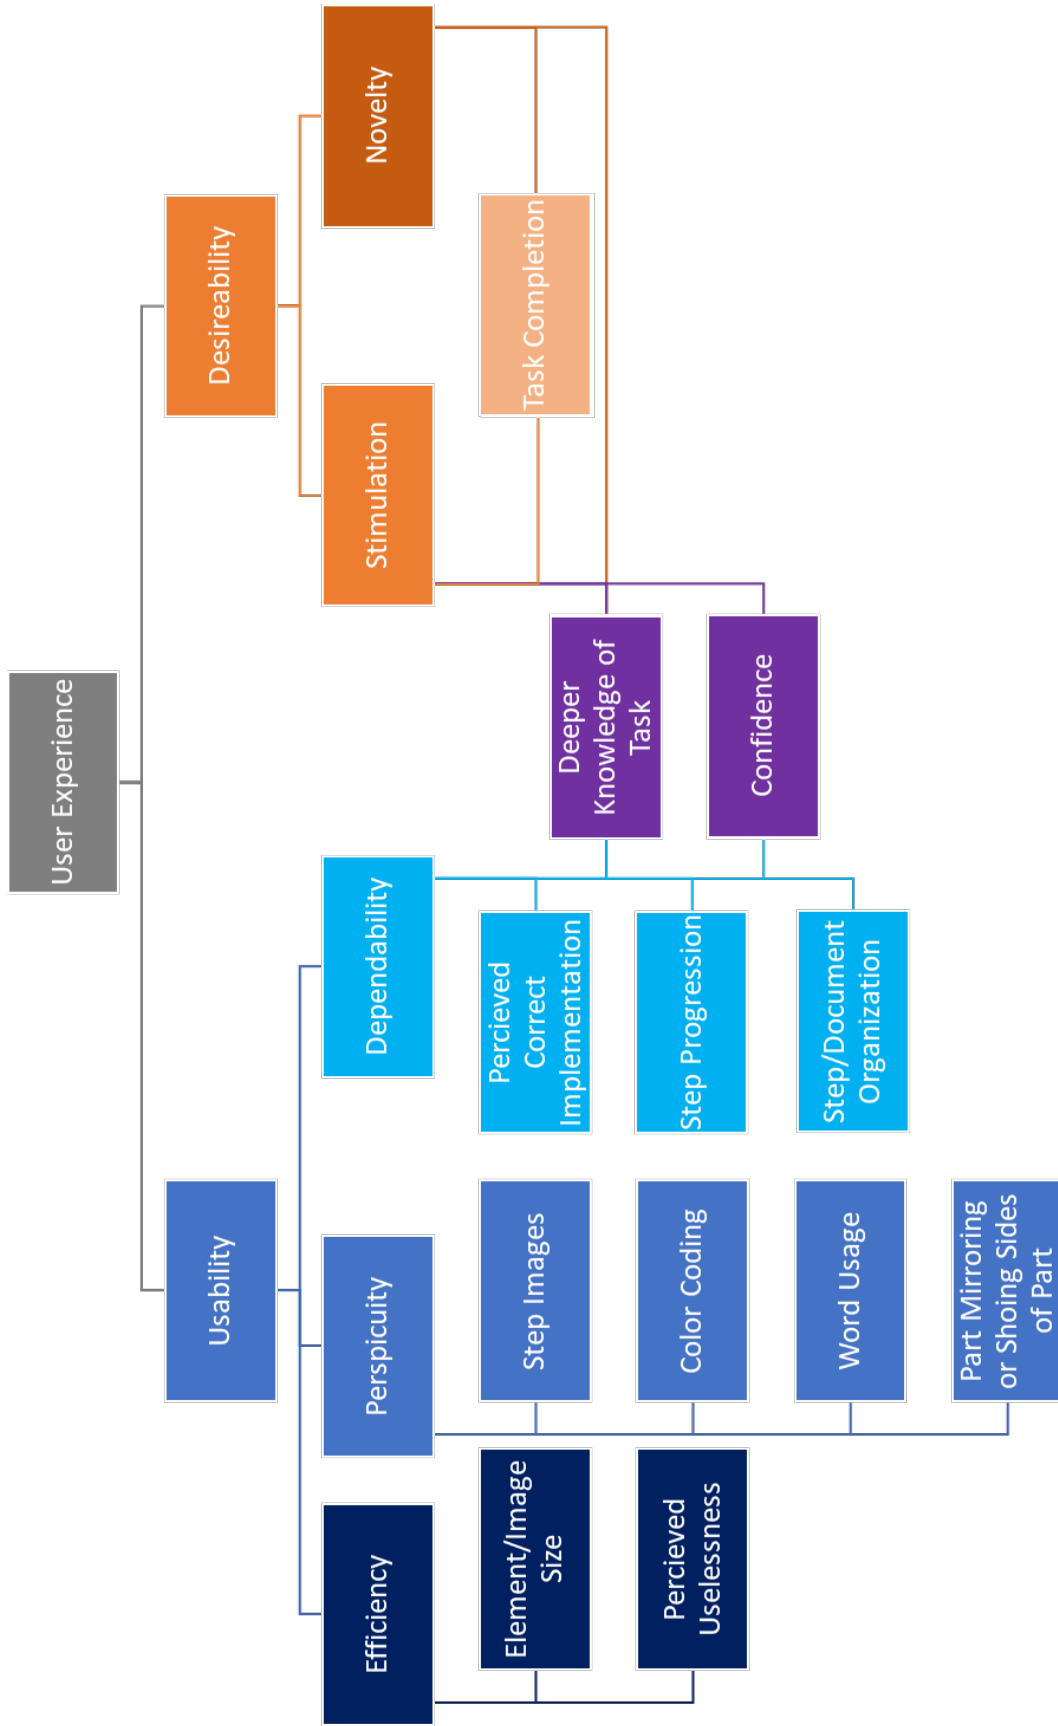 User Experience
Usability
Desireability
Efficiency
Perspicuity
Dependability
Stimulation
Novelty
Element/Image
Size
Percieved
Uselessness
Step Images
Color Coding
Word Usage
Part Mirroring
or Shoing Sides
of Part
Percieved
Correct
Implementation
Step Progression
Step/Document
Organization
Deeper
Knowledge of
Task
Confidence
Task Completion